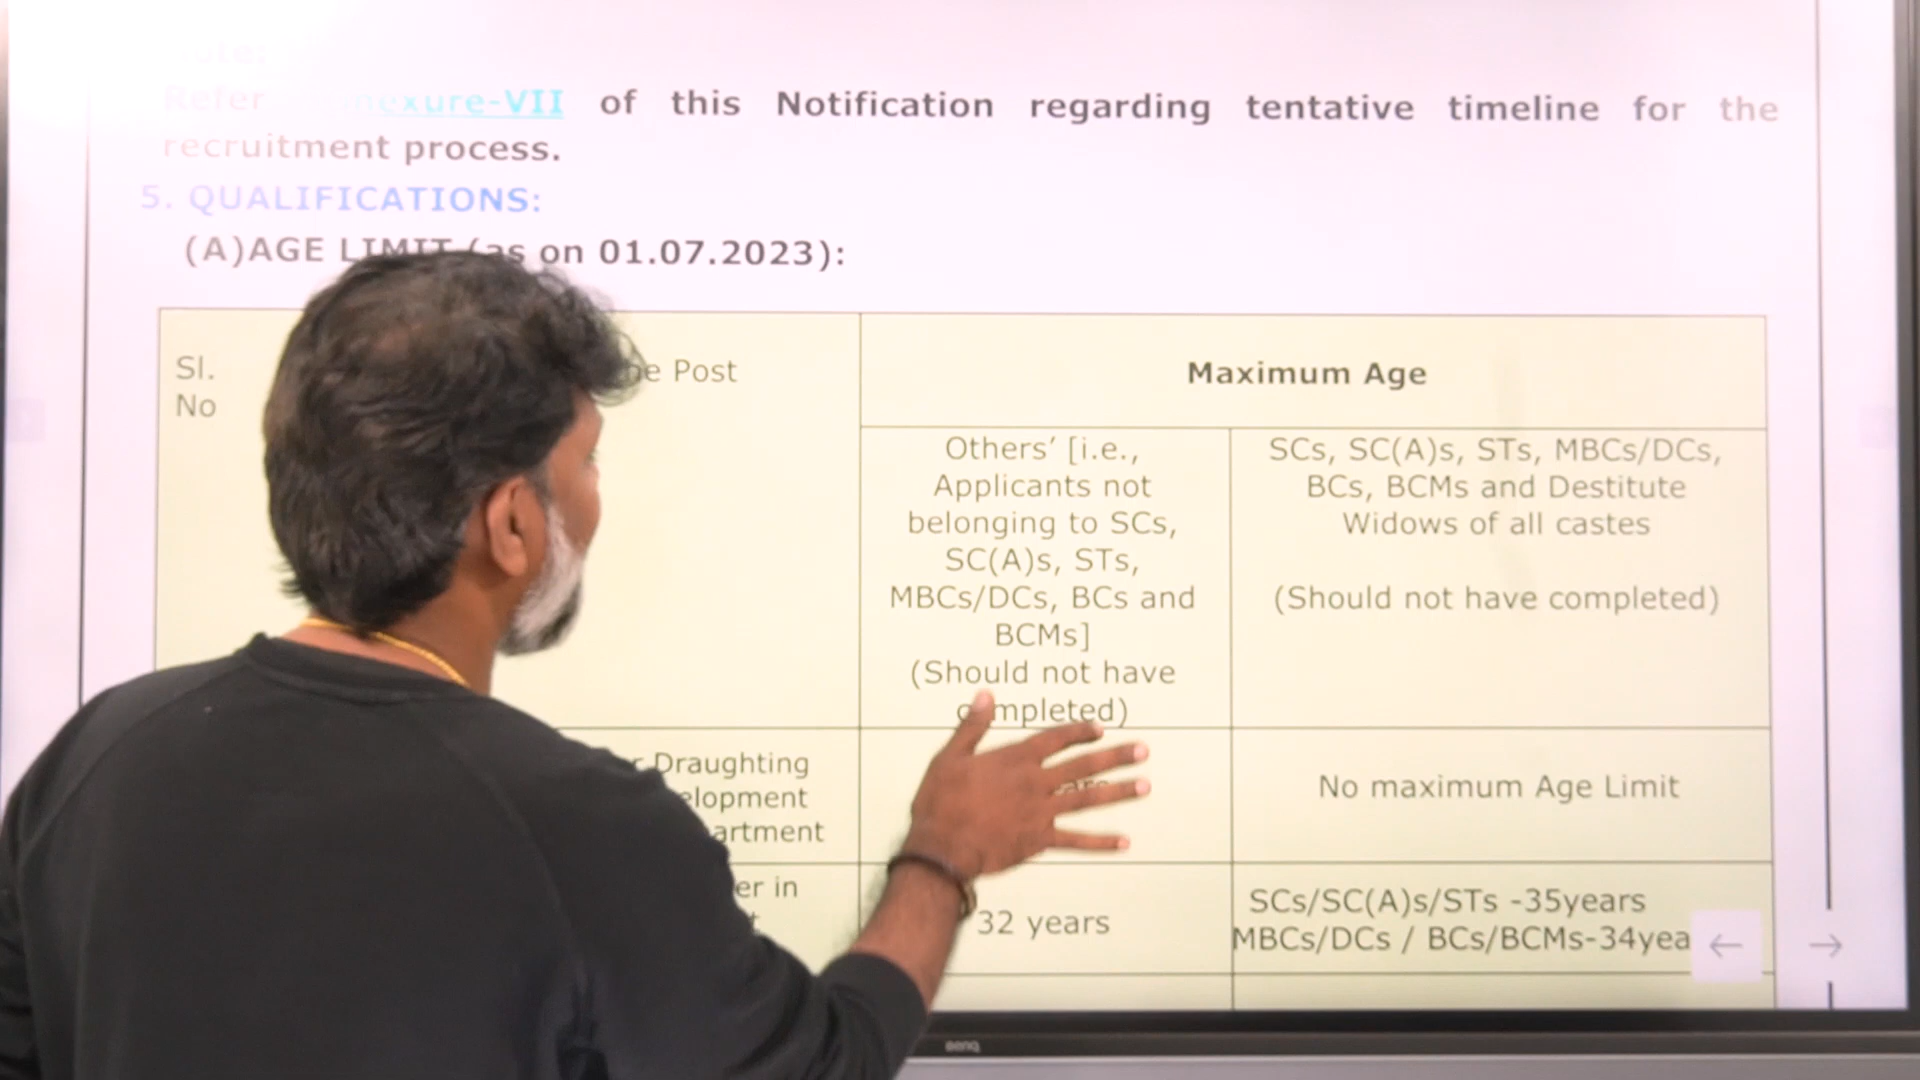 ote:
Refer nexure-VII of this Notification regarding tentative timeline for the
recruitment process.
5. QUALIFICATIONS:
(A)AGE LIMIT (as on 01.07.2023):
Sl.
No
he Post
Maximum Age
Others’ [i.e.,
Applicants not
belonging to SCs,
SC(A)s, STs,
MBCs/DCs, BCs and
BCMs]
(Should not have
completed)
SCs, SC(A)s, STs, MBCs/DCs,
BCs, BCMs and Destitute
Widows of all castes
(Should not have completed)
Draughting
elopment
artment
No maximum Age Limit
er in
32 years
SCs/SC(A)s/STs -35years
MBCs/DCs / BCs/BCMs-34yea
BenQ